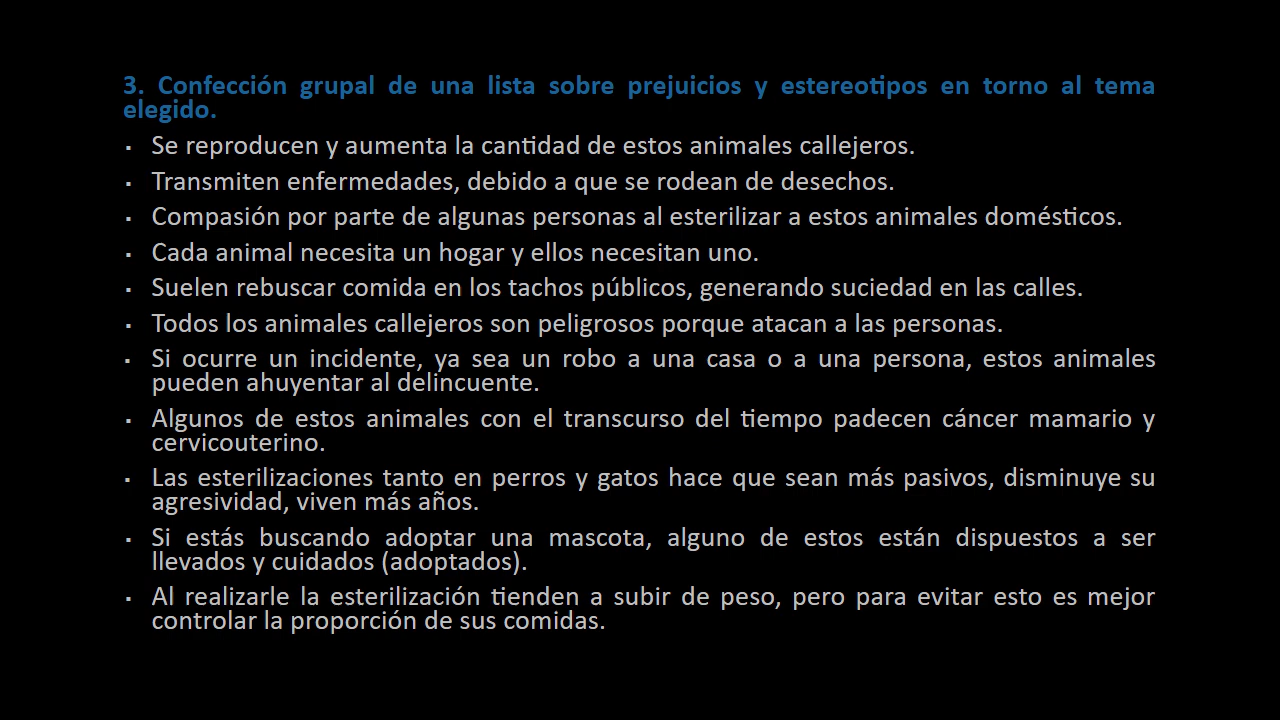 3. Confección grupal de una lista sobre prejuicios y estereotipos en torno al tema
elegido.
▪ Se reproducen y aumenta la cantidad de estos animales callejeros.
▪ Transmiten enfermedades, debido a que se rodean de desechos.
▪ Compasión por parte de algunas personas al esterilizar a estos animales domésticos.
▪ Cada animal necesita un hogar y ellos necesitan uno.
▪ Suelen rebuscar comida en los tachos públicos, generando suciedad en las calles.
▪ Todos los animales callejeros son peligrosos porque atacan a las personas.
▪ Si ocurre un incidente, ya sea un robo a una casa o a una persona, estos animales
pueden ahuyentar al delincuente.
▪ Algunos de estos animales con el transcurso del tiempo padecen cáncer mamario y
cervicouterino.
▪ Las esterilizaciones tanto en perros y gatos hace que sean más pasivos, disminuye su
agresividad, viven más años.
▪ Si estás buscando adoptar una mascota, alguno de estos están dispuestos a ser
llevados y cuidados (adoptados).
▪ Al realizarle la esterilización tienden a subir de peso, pero para evitar esto es mejor
controlar la proporción de sus comidas.